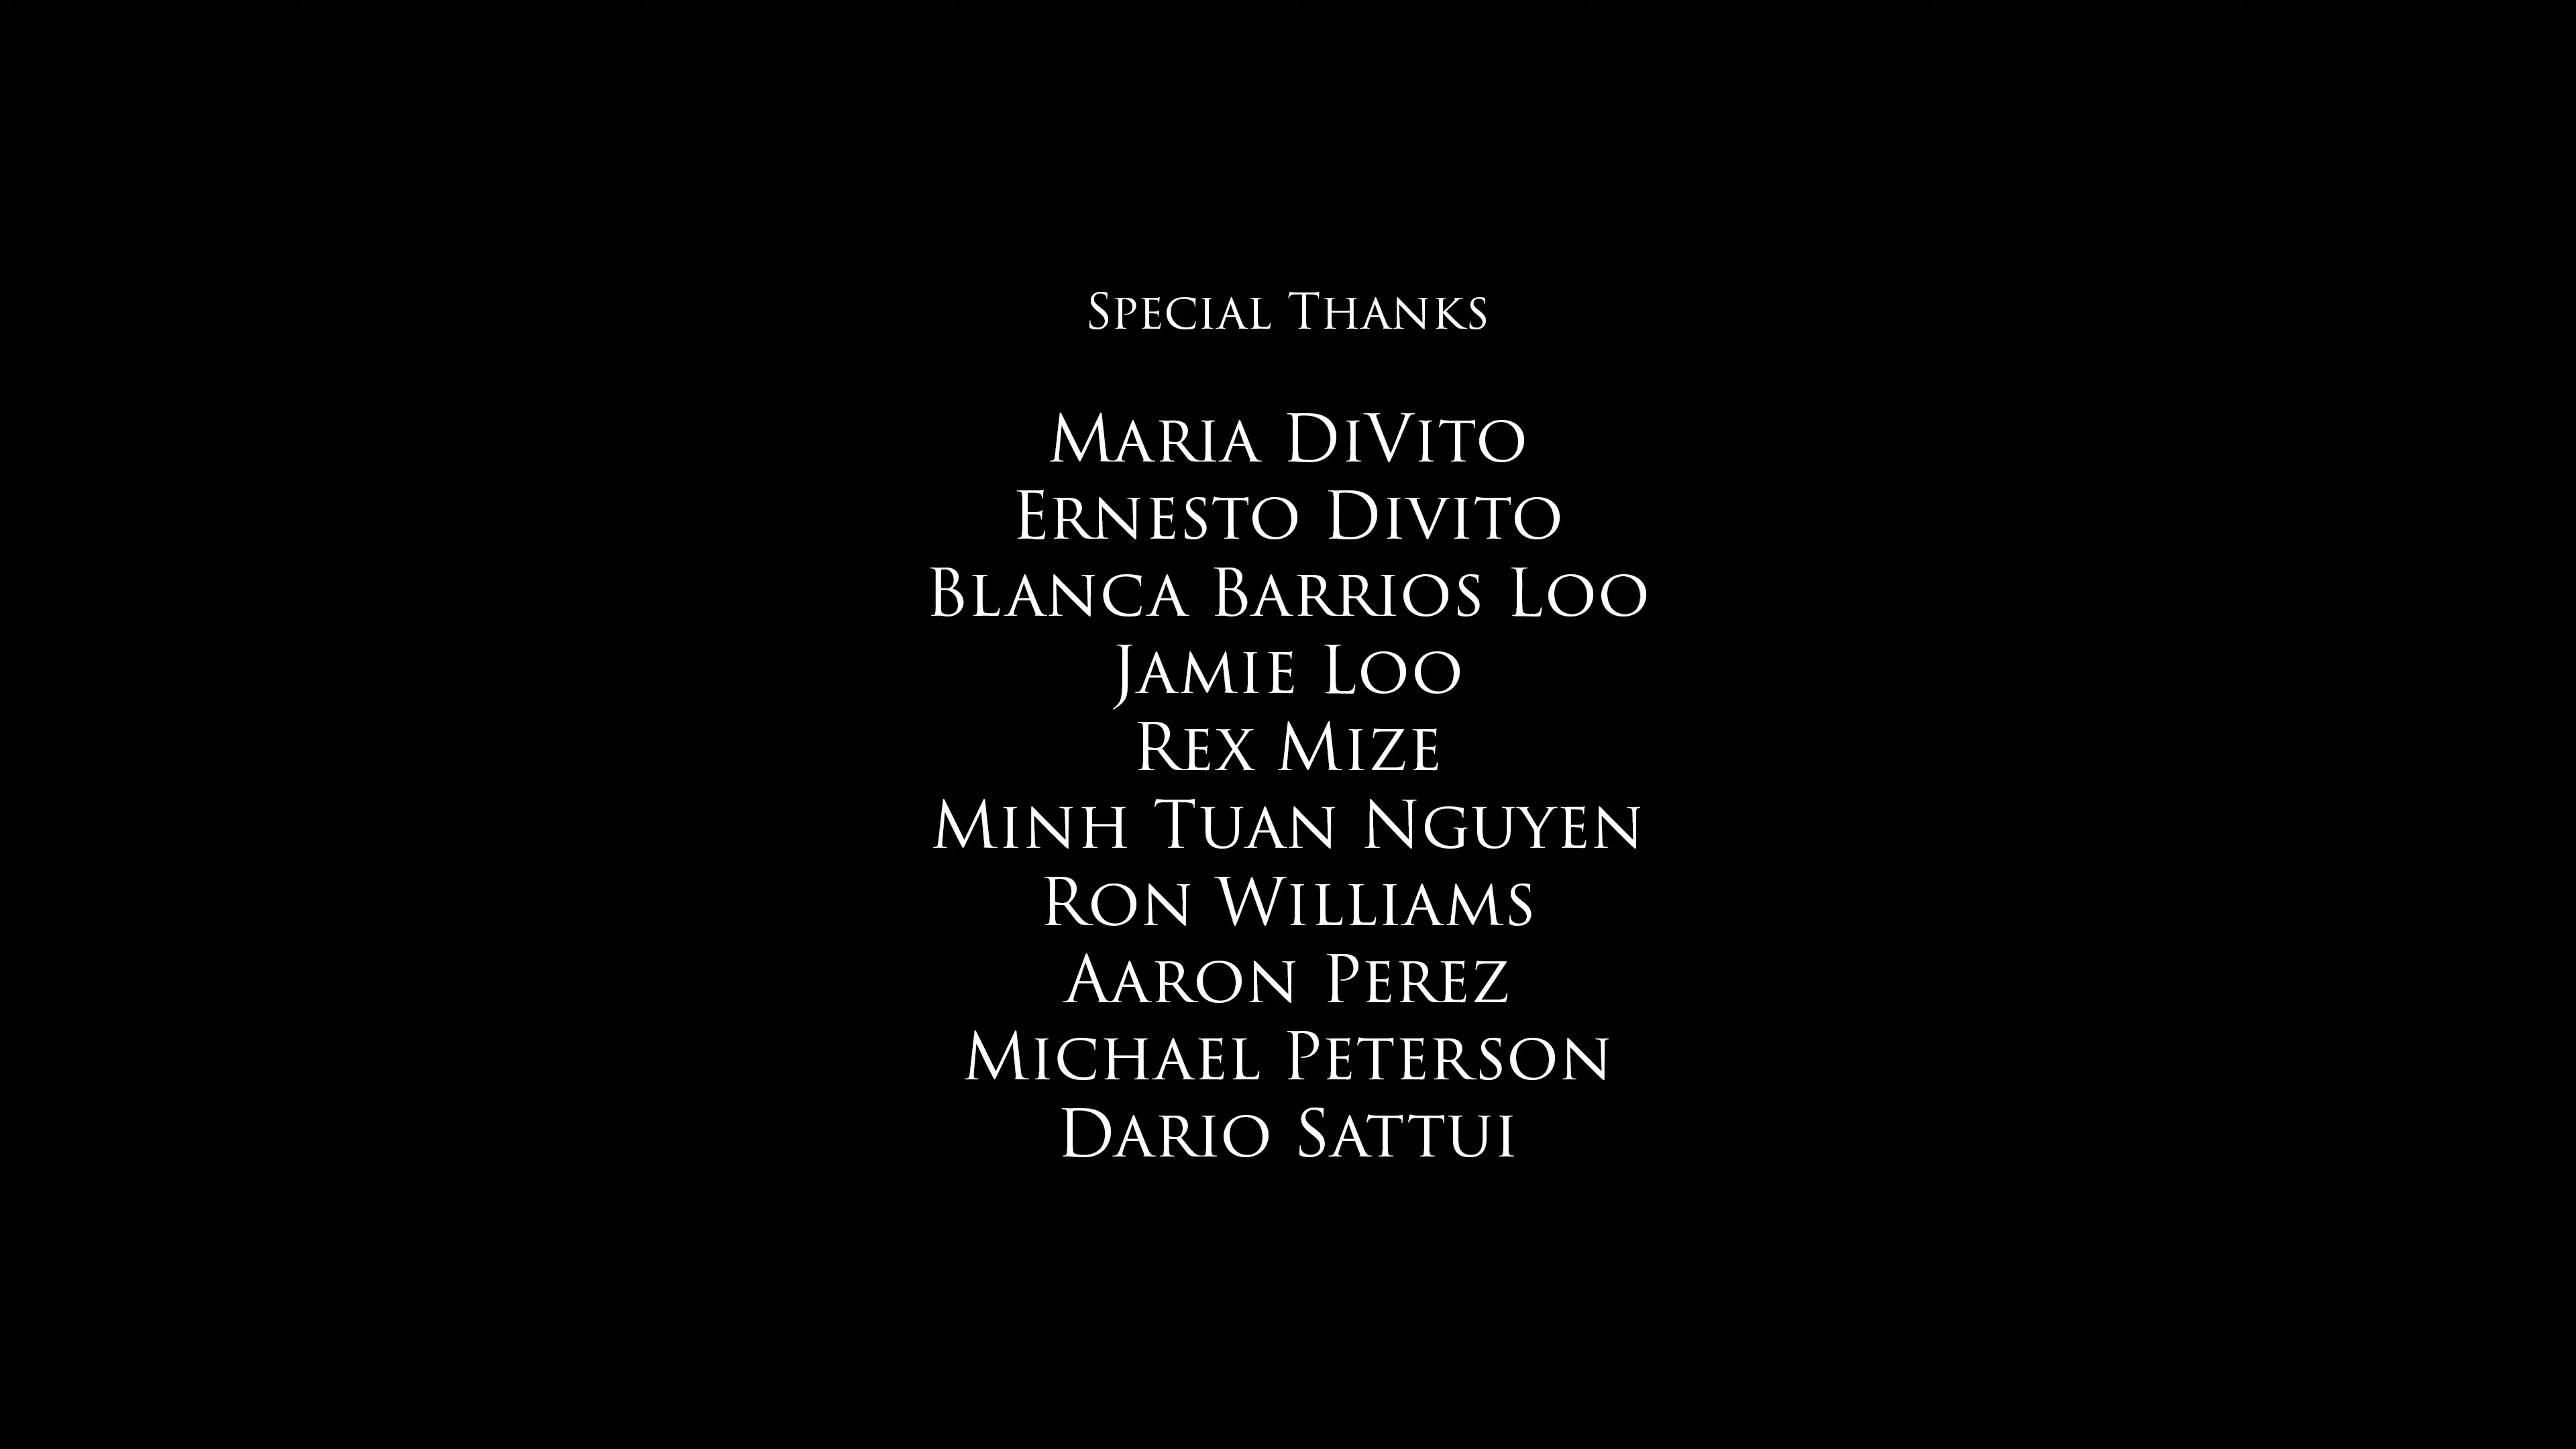 Special Thanks
Maria DiVito
Ernesto Divito
Blanca Barrios Loo
Jamie Loo
Rex Mize
Minh Tuan Nguyen
Ron Williams
Aaron Perez
Michael Peterson
Dario Sattui